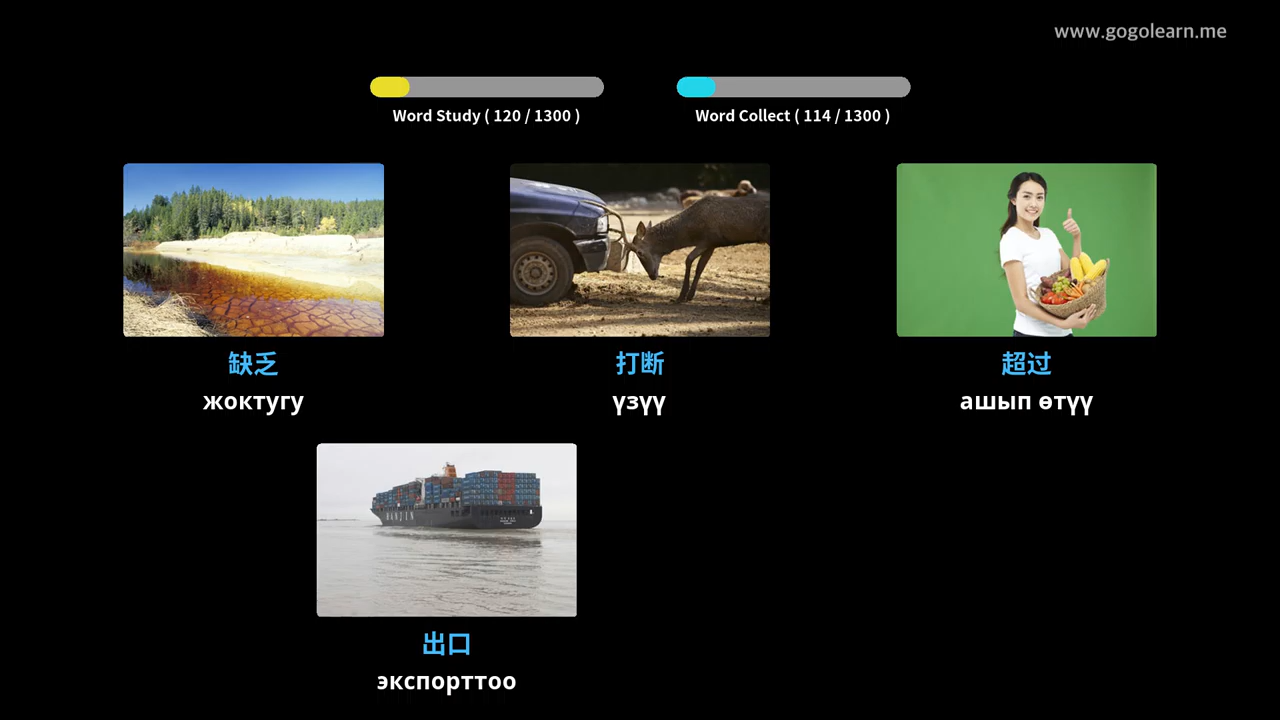 www.gogolearn.me
Word Study ( 120 / 1300 )
Word Collect ( 114 / 1300 )
缺乏
жоктугу
打断
үзүү
超过
ашып өтүү
HANJIN
出口
экспорттоо